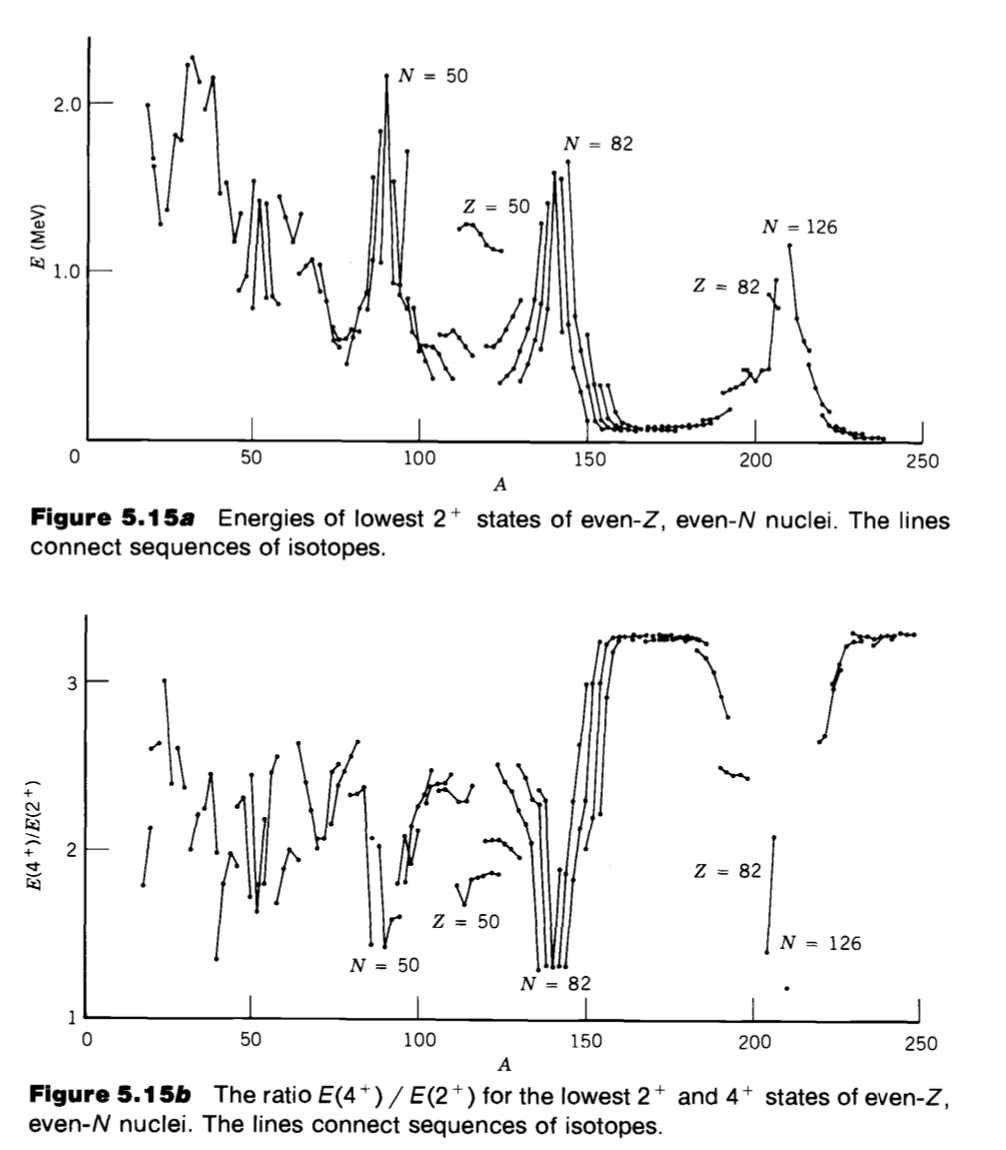 N = 50
2.0
N = 82
Z = 50
E (MeV)
N = 126
1.0
Z = 82
0
50
100
150
200
250
A
Figure 5.15a Energies of lowest 2⁺ states of even-Z, even-N nuclei. The lines
connect sequences of isotopes.
3
E(4⁺)/E(2⁺)
2
Z = 82
Z = 50
N = 126
N = 50
N = 82
1
0
50
100
150
200
250
A
Figure 5.15b The ratio E(4⁺) / E(2⁺) for the lowest 2⁺ and 4⁺ states of even-Z,
even-N nuclei. The lines connect sequences of isotopes.